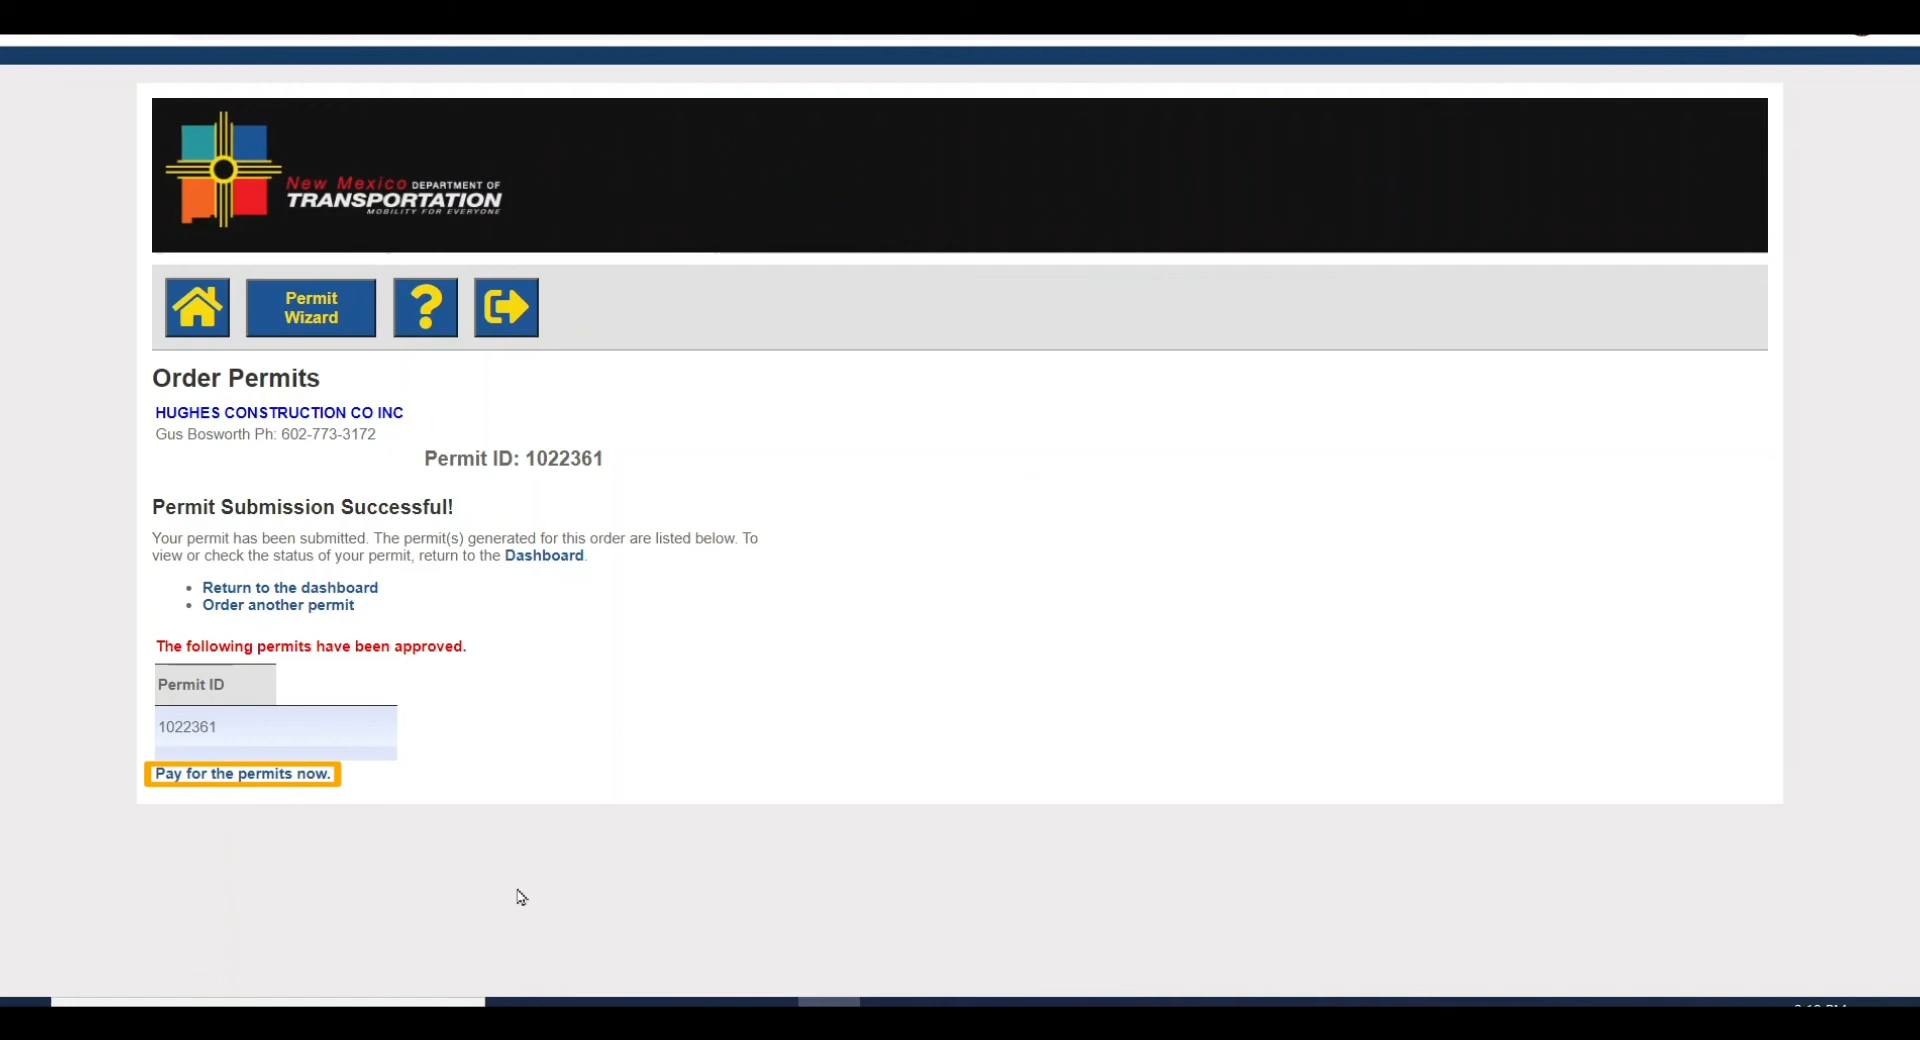 New Mexico DEPARTMENT OF
TRANSPORTATION
MOBILITY FOR EVERYONE
Permit
Wizard
?
Order Permits
HUGHES CONSTRUCTION CO INC
Gus Bosworth Ph: 602-773-3172
Permit ID: 1022361
Permit Submission Successful!
Your permit has been submitted. The permit(s) generated for this order are listed below. To
view or check the status of your permit, return to the Dashboard.
• Return to the dashboard
• Order another permit
The following permits have been approved.
Permit ID
1022361
Pay for the permits now.